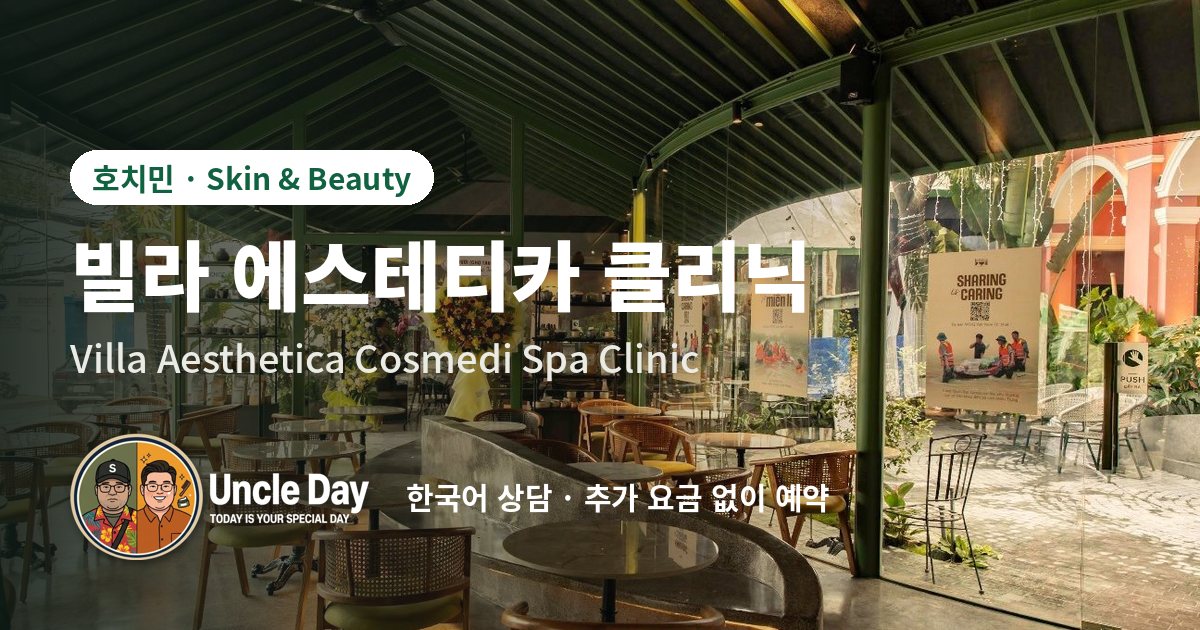 호치민 · Skin & Beauty
빌라 에스테티카 클리닉
Villa Aesthetica Cosmedi Spa Clinic
SHARING
is CARING
miền
PUSH
S
Uncle Day
TODAY IS YOUR SPECIAL DAY
한국어 상담 · 추가 요금 없이 예약